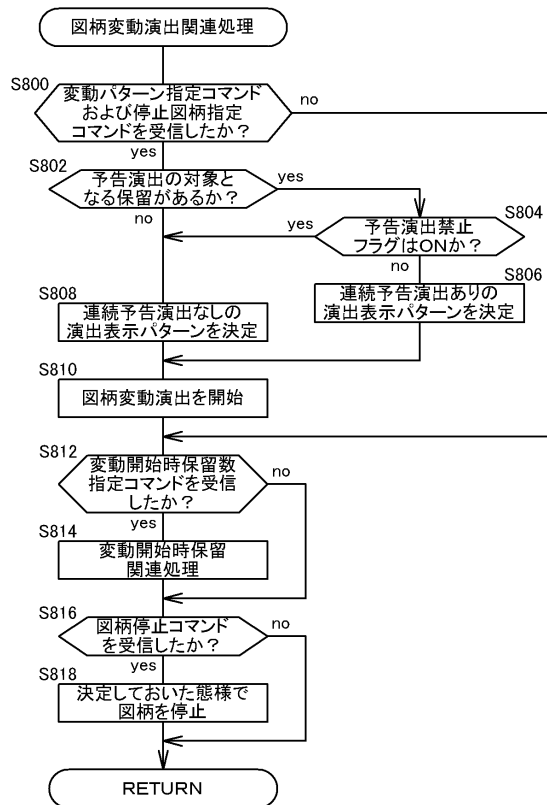 図柄変動演出関連処理
S800
変動パターン指定コマンド
および停止図柄指定
コマンドを受信したか？
no
yes
S802
予告演出の対象と
なる保留があるか？
yes
no
S804
予告演出禁止
フラグはONか？
yes
no
S806
連続予告演出ありの
演出表示パターンを決定
S808
連続予告演出なしの
演出表示パターンを決定
S810
図柄変動演出を開始
S812
変動開始時保留数
指定コマンドを受信
したか？
no
yes
S814
変動開始時保留
関連処理
S816
図柄停止コマンド
を受信したか？
no
yes
S818
決定しておいた態様で
図柄を停止
RETURN